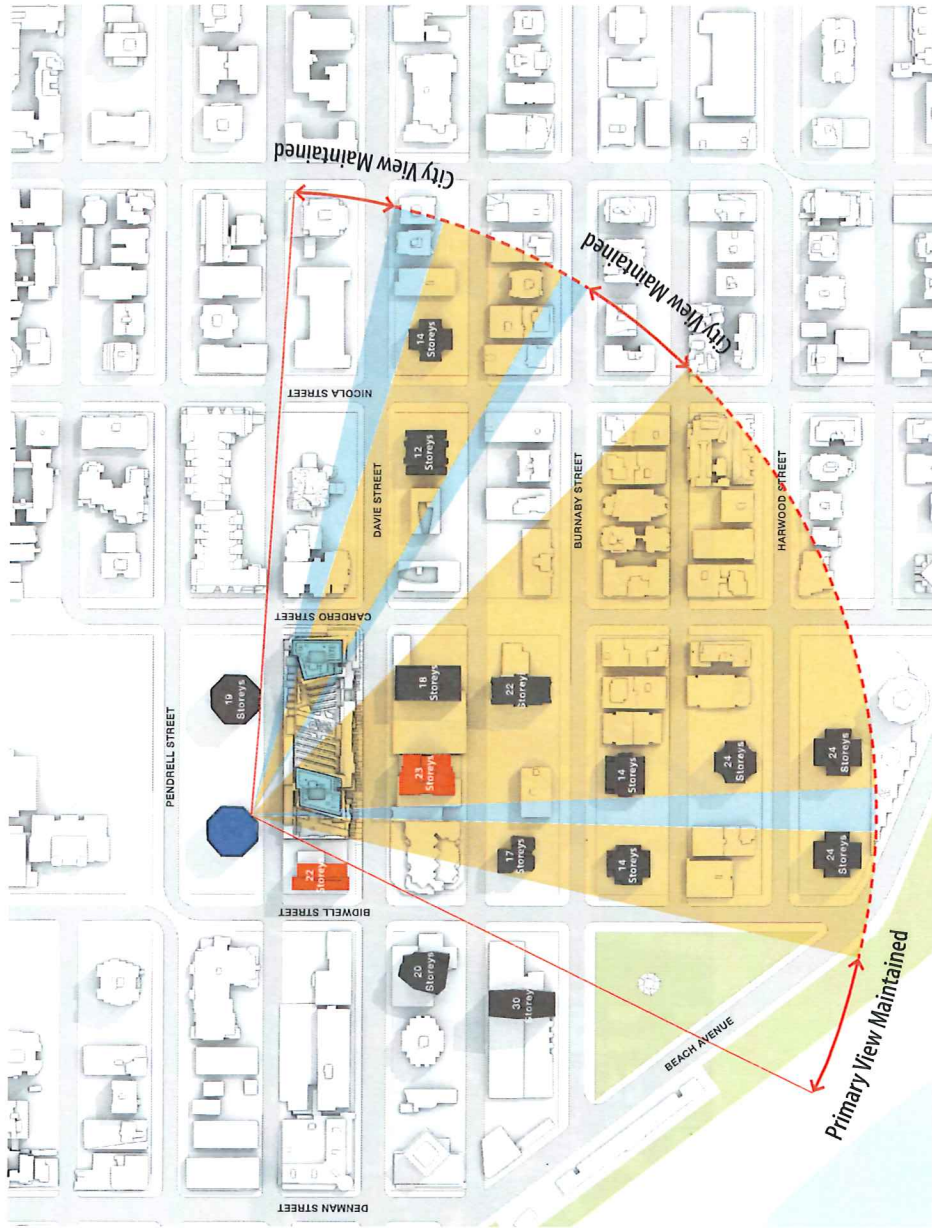 City View Maintained
City View Maintained
NICOLA STREET
14
Storeys
12
Storeys
DAVIE STREET
BURNABY STREET
HARWOOD STREET
CARDERO STREET
PENDRELL STREET
19
Storeys
18
Storeys
22
Storeys
23
Storeys
14
Storeys
24
Storeys
24
Storeys
22
Storeys
17
Storeys
14
Storeys
24
Storeys
BIDWELL STREET
20
Storeys
30
Storeys
BEACH AVENUE
Primary View Maintained
DENMAN STREET